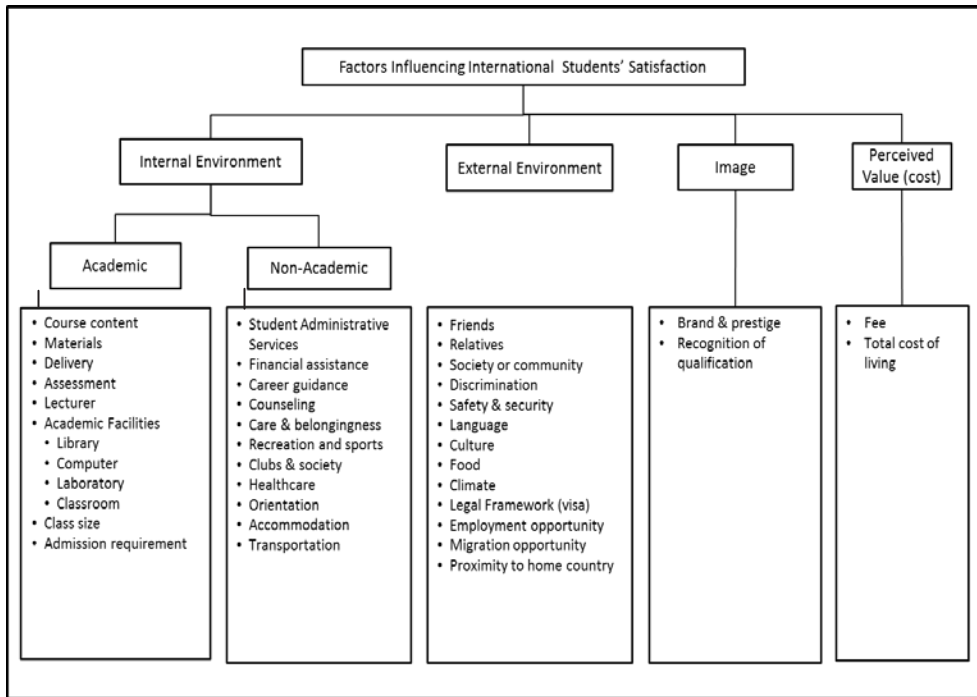 Factors Influencing International Students' Satisfaction
Internal Environment
External Environment
Image
Perceived
Value (cost)
Academic
Non-Academic
• Course content
• Materials
• Delivery
• Assessment
• Lecturer
• Academic Facilities
• Library
• Computer
• Laboratory
• Classroom
• Class size
• Admission requirement
• Student Administrative
Services
• Financial assistance
• Career guidance
• Counseling
• Care & belongingness
• Recreation and sports
• Clubs & society
• Healthcare
• Orientation
• Accommodation
• Transportation
• Friends
• Relatives
• Society or community
• Discrimination
• Safety & security
• Language
• Culture
• Food
• Climate
• Legal Framework (visa)
• Employment opportunity
• Migration opportunity
• Proximity to home country
• Brand & prestige
• Recognition of
qualification
• Fee
• Total cost of
living